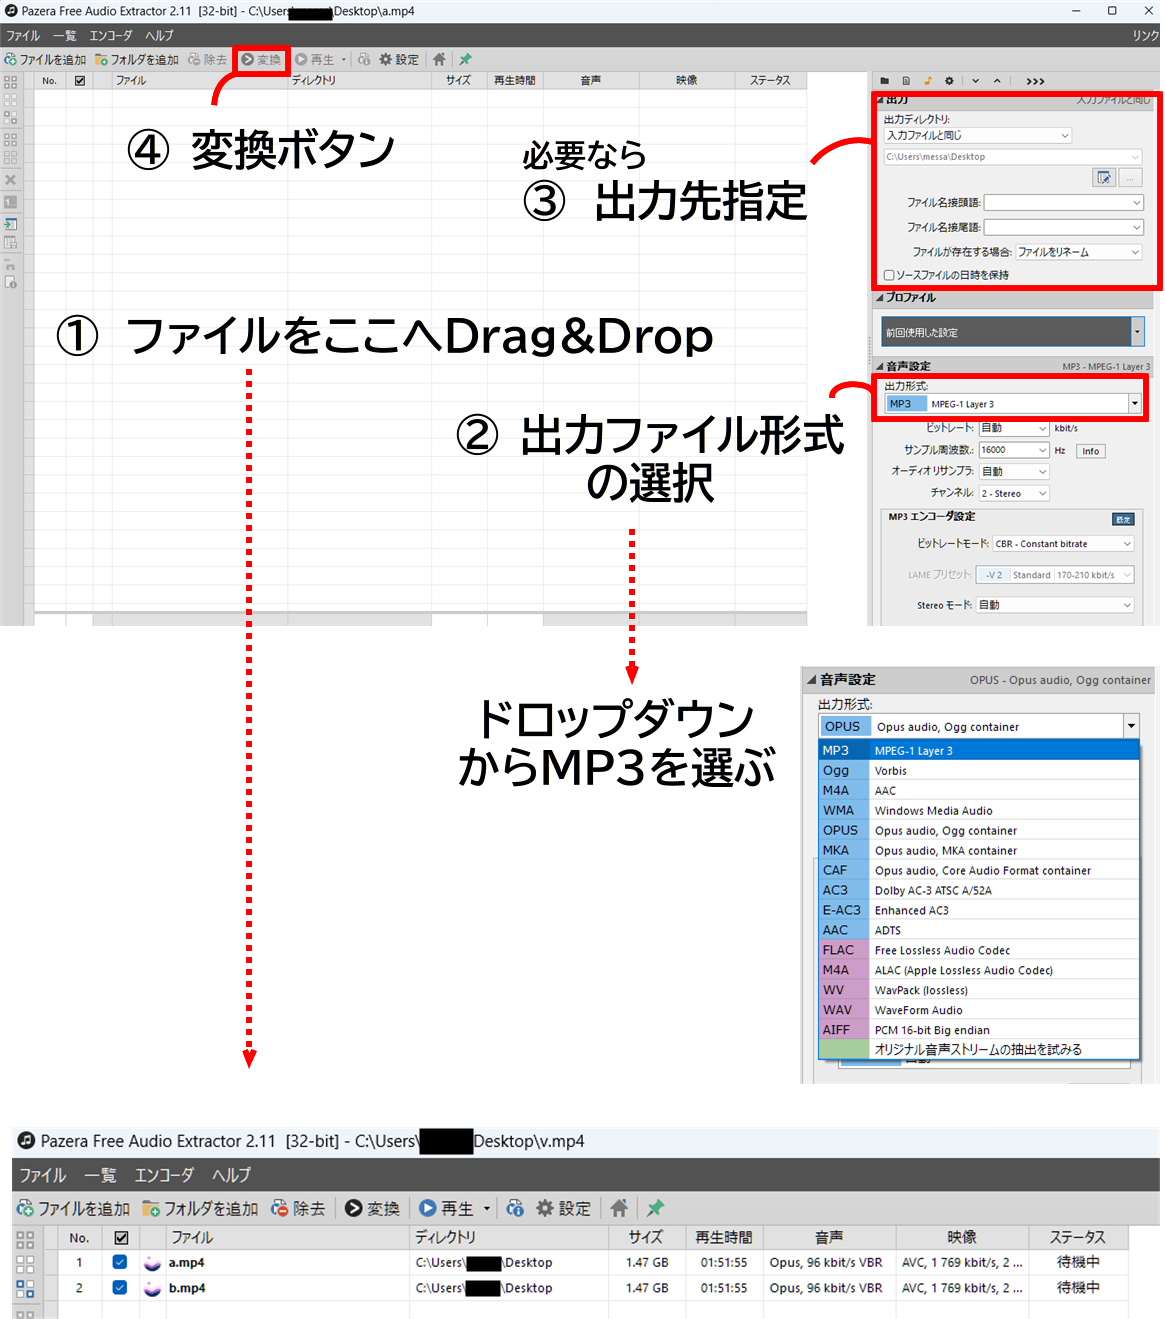 Pazera Free Audio Extractor 2.11 [32-bit] - C:\Users \Desktop\a.mp4
ファイル 一覧 エンコーダ ヘルプ リンク
ファイルを追加 フォルダを追加 除去 変換 再生 設定
No. ファイル ディレクトリ サイズ 再生時間 音声 映像 ステータス
>>>
出力 入力ファイルと同じ
出力ディレクトリ:
入力ファイルと同じ
C:\Users\messa\Desktop
...
ファイル名接頭語:
ファイル名接尾語:
ファイルが存在する場合: ファイルをリネーム
ソースファイルの日時を保持
④ 変換ボタン
必要なら
③ 出力先指定
プロファイル
前回使用した設定
① ファイルをここへDrag&Drop
音声設定 MP3 - MPEG-1 Layer 3
出力形式:
MP3 MPEG-1 Layer 3
ビットレート: 自動 kbit/s
サンプル周波数.: 16000 Hz Info
オーディオリサンプラ: 自動
チャンネル: 2 - Stereo
② 出力ファイル形式
の選択
MP3 エンコーダ設定 設定
ビットレートモード: CBR - Constant bitrate
LAME プリセット: -V 2 Standard 170-210 kbit/s
Stereo モード: 自動
ドロップダウン
からMP3を選ぶ
音声設定 OPUS - Opus audio, Ogg container
出力形式:
OPUS Opus audio, Ogg container
MP3 MPEG-1 Layer 3
Ogg Vorbis
M4A AAC
WMA Windows Media Audio
OPUS Opus audio, Ogg container
MKA Opus audio, MKA container
CAF Opus audio, Core Audio Format container
AC3 Dolby AC-3 ATSC A/52A
E-AC3 Enhanced AC3
AAC ADTS
FLAC Free Lossless Audio Codec
M4A ALAC (Apple Lossless Audio Codec)
WV WavPack (lossless)
WAV WaveForm Audio
AIFF PCM 16-bit Big endian
オリジナル音声ストリームの抽出を試みる
Pazera Free Audio Extractor 2.11 [32-bit] - C:\Users\ Desktop\v.mp4
ファイル 一覧 エンコーダ ヘルプ
ファイルを追加 フォルダを追加 除去 変換 再生 設定
No. ファイル ディレクトリ サイズ 再生時間 音声 映像 ステータス
1 a.mp4 C:\Users\ \Desktop 1.47 GB 01:51:55 Opus, 96 kbit/s VBR AVC, 1 769 kbit/s, 2 ... 待機中
2 b.mp4 C:\Users\ \Desktop 1.47 GB 01:51:55 Opus, 96 kbit/s VBR AVC, 1 769 kbit/s, 2 ... 待機中